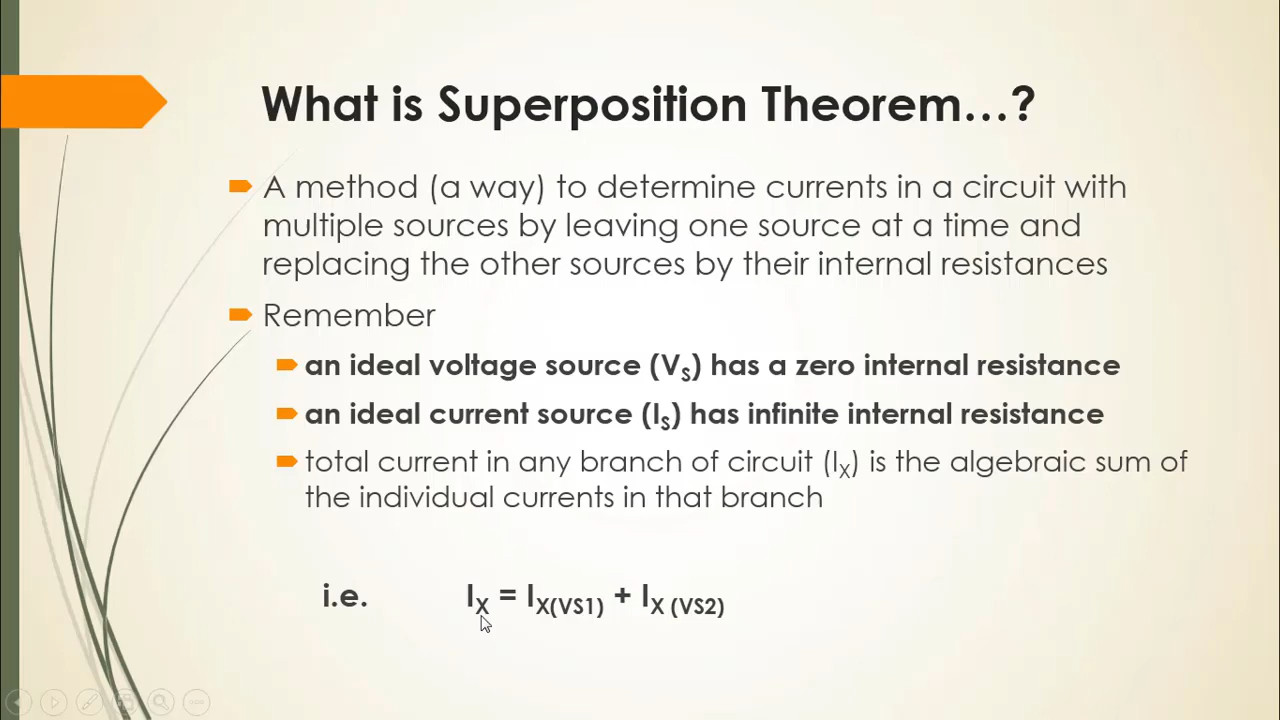 What is Superposition Theorem...?
A method (a way) to determine currents in a circuit with
multiple sources by leaving one source at a time and
replacing the other sources by their internal resistances
Remember
an ideal voltage source (VS) has a zero internal resistance
an ideal current source (IS) has infinite internal resistance
total current in any branch of circuit (IX) is the algebraic sum of
the individual currents in that branch
i.e. IX = IX(VS1) + IX (VS2)